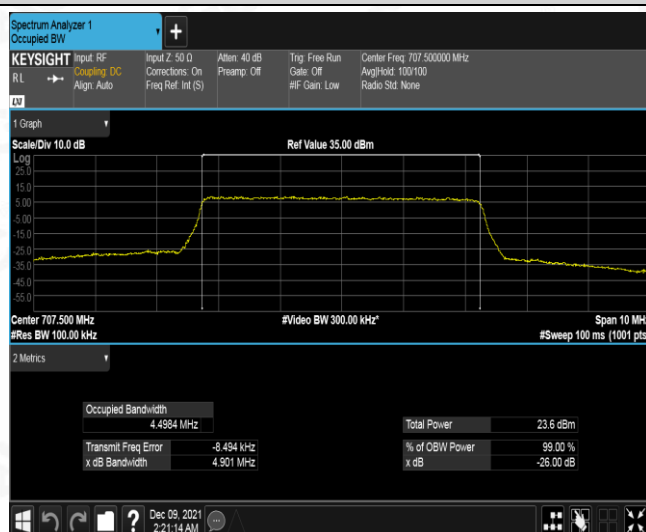 Spectrum Analyzer 1
Occupied BW
+
KEYSIGHT Input: RF Input Z: 50 Ω Atten: 40 dB Trig: Free Run Center Freq: 707.500000 MHz
RL Coupling: DC Corrections: On Preamp: Off Gate: Off Avg|Hold: 100/100
Align: Auto Freq Ref: Int (S) #IF Gain: Low Radio Std: None
LXI
1 Graph
Scale/Div 10.0 dB Ref Value 35.00 dBm
Log
25.0
15.0
5.00
-5.00
-15.0
-25.0
-35.0
-45.0
-55.0
Center 707.500 MHz #Video BW 300.00 kHz* Span 10 MHz
#Res BW 100.00 kHz #Sweep 100 ms (1001 pts
2 Metrics
Occupied Bandwidth
4.4984 MHz Total Power 23.6 dBm
Transmit Freq Error -8.494 kHz % of OBW Power 99.00 %
x dB Bandwidth 4.901 MHz x dB -26.00 dB
? Dec 09, 2021
2:21:14 AM